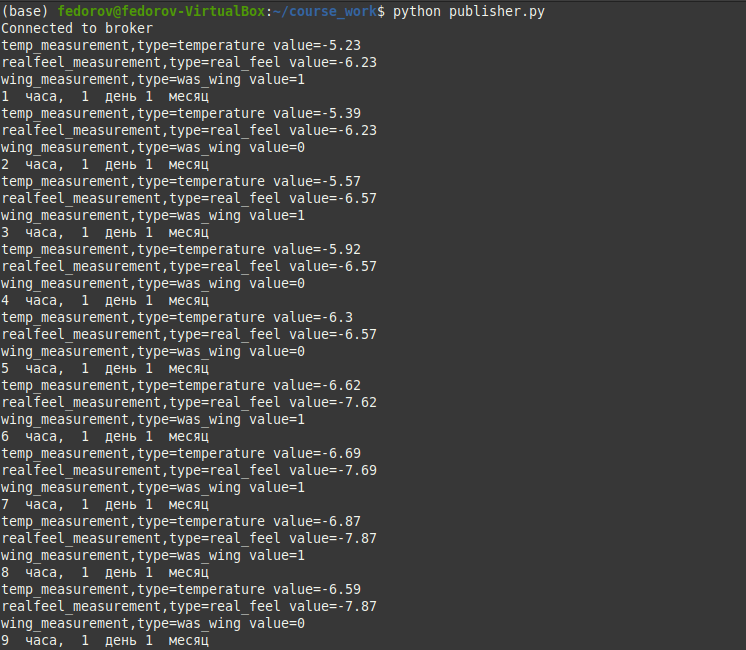 (base) fedorov@fedorov-VirtualBox:~/course_work$ python publisher.py
Connected to broker
temp_measurement,type=temperature value=-5.23
realfeel_measurement,type=real_feel value=-6.23
wing_measurement,type=was_wing value=1
1  часа,  1  день 1  месяц
temp_measurement,type=temperature value=-5.39
realfeel_measurement,type=real_feel value=-6.23
wing_measurement,type=was_wing value=0
2  часа,  1  день 1  месяц
temp_measurement,type=temperature value=-5.57
realfeel_measurement,type=real_feel value=-6.57
wing_measurement,type=was_wing value=1
3  часа,  1  день 1  месяц
temp_measurement,type=temperature value=-5.92
realfeel_measurement,type=real_feel value=-6.57
wing_measurement,type=was_wing value=0
4  часа,  1  день 1  месяц
temp_measurement,type=temperature value=-6.3
realfeel_measurement,type=real_feel value=-6.57
wing_measurement,type=was_wing value=0
5  часа,  1  день 1  месяц
temp_measurement,type=temperature value=-6.62
realfeel_measurement,type=real_feel value=-7.62
wing_measurement,type=was_wing value=1
6  часа,  1  день 1  месяц
temp_measurement,type=temperature value=-6.69
realfeel_measurement,type=real_feel value=-7.69
wing_measurement,type=was_wing value=1
7  часа,  1  день 1  месяц
temp_measurement,type=temperature value=-6.87
realfeel_measurement,type=real_feel value=-7.87
wing_measurement,type=was_wing value=1
8  часа,  1  день 1  месяц
temp_measurement,type=temperature value=-6.59
realfeel_measurement,type=real_feel value=-7.87
wing_measurement,type=was_wing value=0
9  часа,  1  день 1  месяц